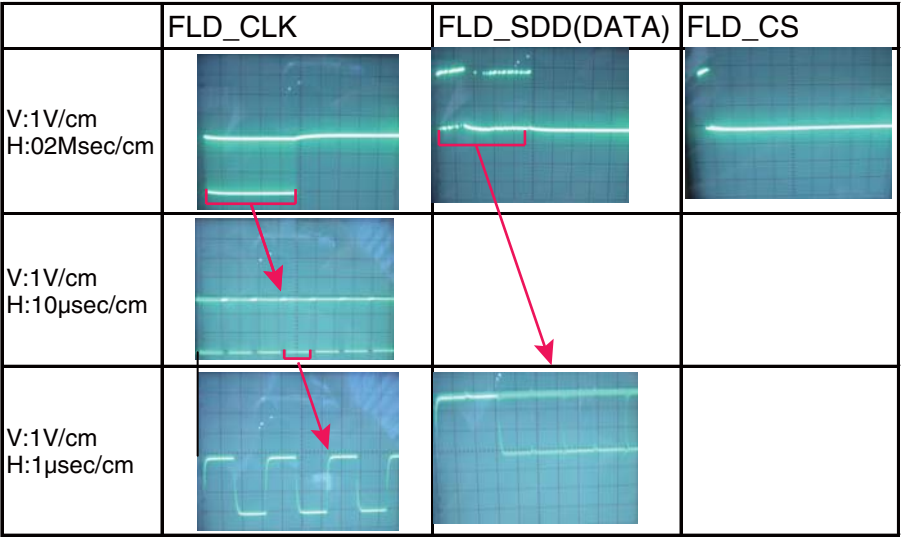 FLD_CLK
FLD_SDD(DATA)
FLD_CS
V:1V/cm
H:02Msec/cm
V:1V/cm
H:10µsec/cm
V:1V/cm
H:1µsec/cm